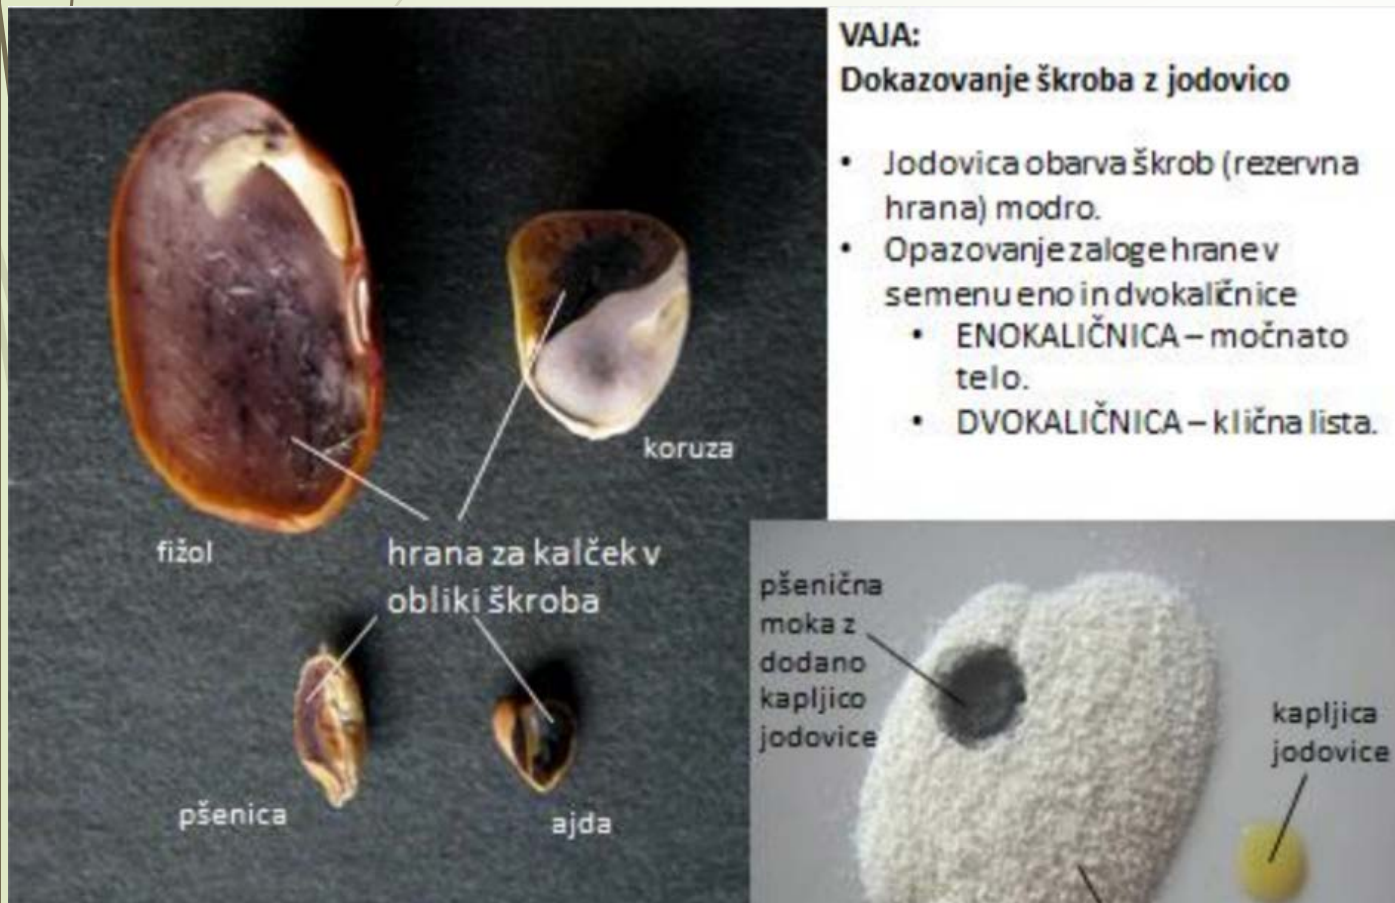 VAJA:
Dokazovanje škroba z jodovico
• Jodovica obarva škrob (rezervna
hrana) modro.
• Opazovanje zaloge hrane v
semenu eno in dvokaličnice
• ENOKALIČNICA – močnato
telo.
• DVOKALIČNICA – klična lista.
koruza
fižol
hrana za kalček v
obliki škroba
pšenica
ajda
pšenična
moka z
dodano
kapljico
jodovice
kapljica
jodovice